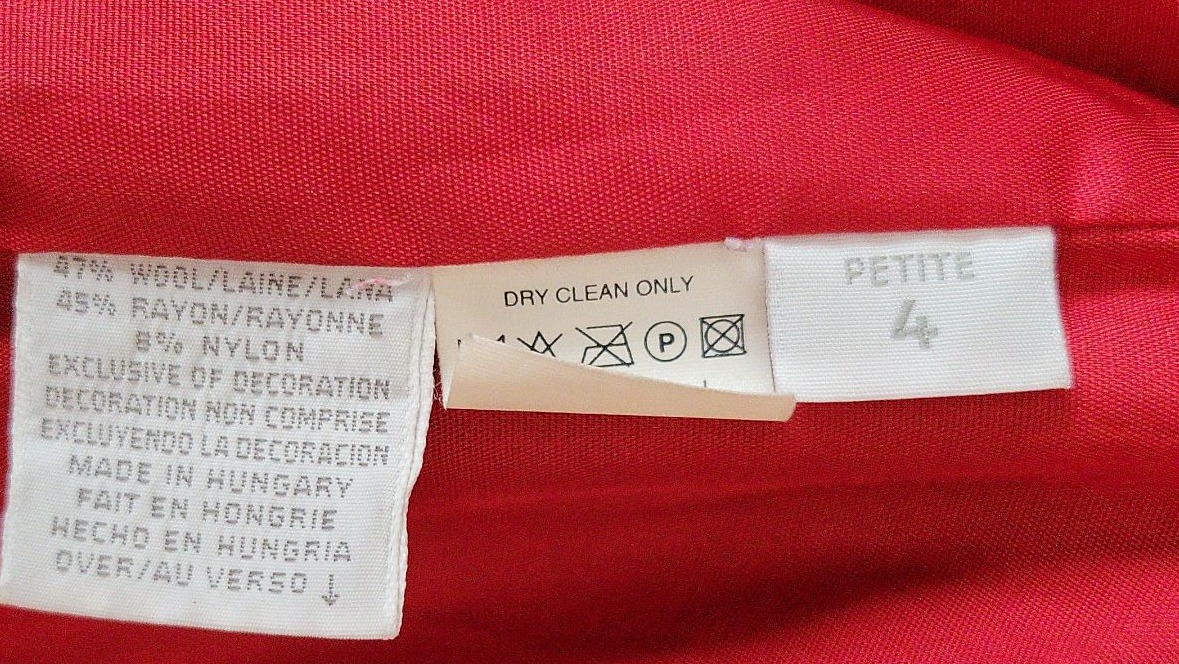 47% WOOL/LAINE/LANA
45% RAYON/RAYONNE
8% NYLON
EXCLUSIVE OF DECORATION
DECORATION NON COMPRISE
EXCLUYENDO LA DECORACION
MADE IN HUNGARY
FAIT EN HONGRIE
HECHO EN HUNGRIA
OVER/AU VERSO ↓
DRY CLEAN ONLY
P
PETITE
4